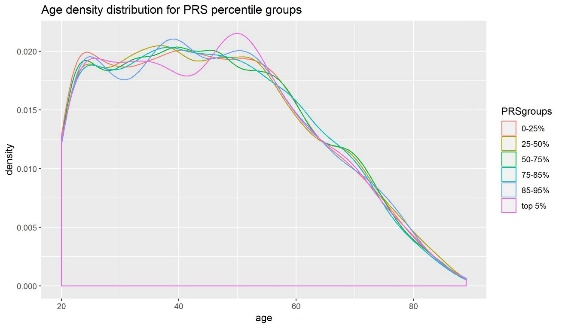 Age density distribution for PRS percentile groups
0.020
0.015
0.010
0.005
0.000
density
20 40 60 80
age
PRSgroups
0-25%
25-50%
50-75%
75-85%
85-95%
top 5%